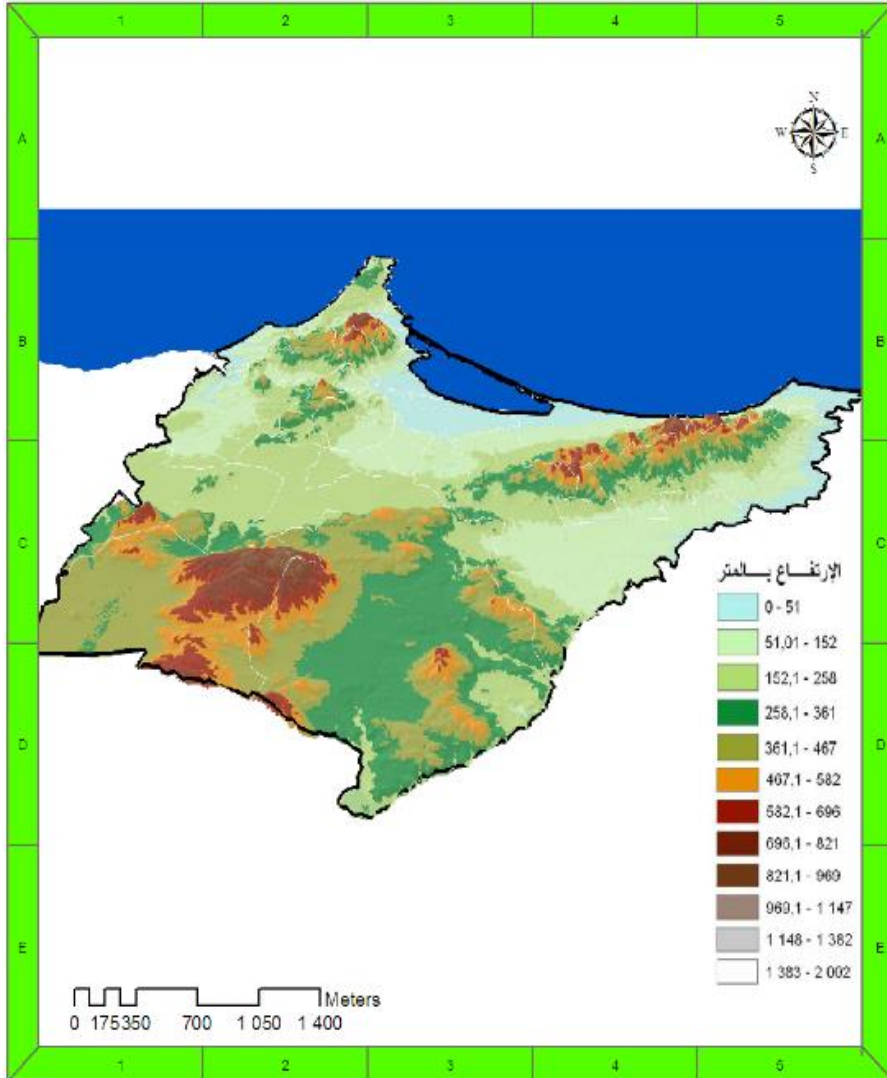 1 2 3 4 5
A A
N
W E
S
B B
C C
الإرتفـــاع بـــالمتر
0 - 51
51,01 - 152
152,1 - 258
258,1 - 361
361,1 - 467
467,1 - 582
582,1 - 696
696,1 - 821
821,1 - 969
969,1 - 1 147
1 148 - 1 382
1 383 - 2 002
D D
E E
Meters
0 175 350 700 1 050 1 400
1 2 3 4 5